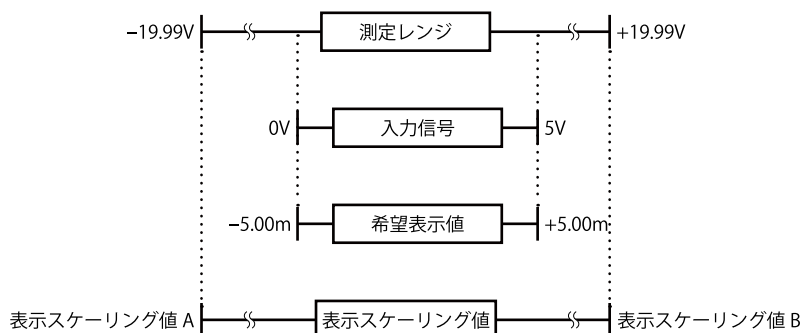 −19.99V 測定レンジ +19.99V
0V 入力信号 5V
−5.00m 希望表示値 +5.00m
表示スケーリング値 A 表示スケーリング値 表示スケーリング値 B